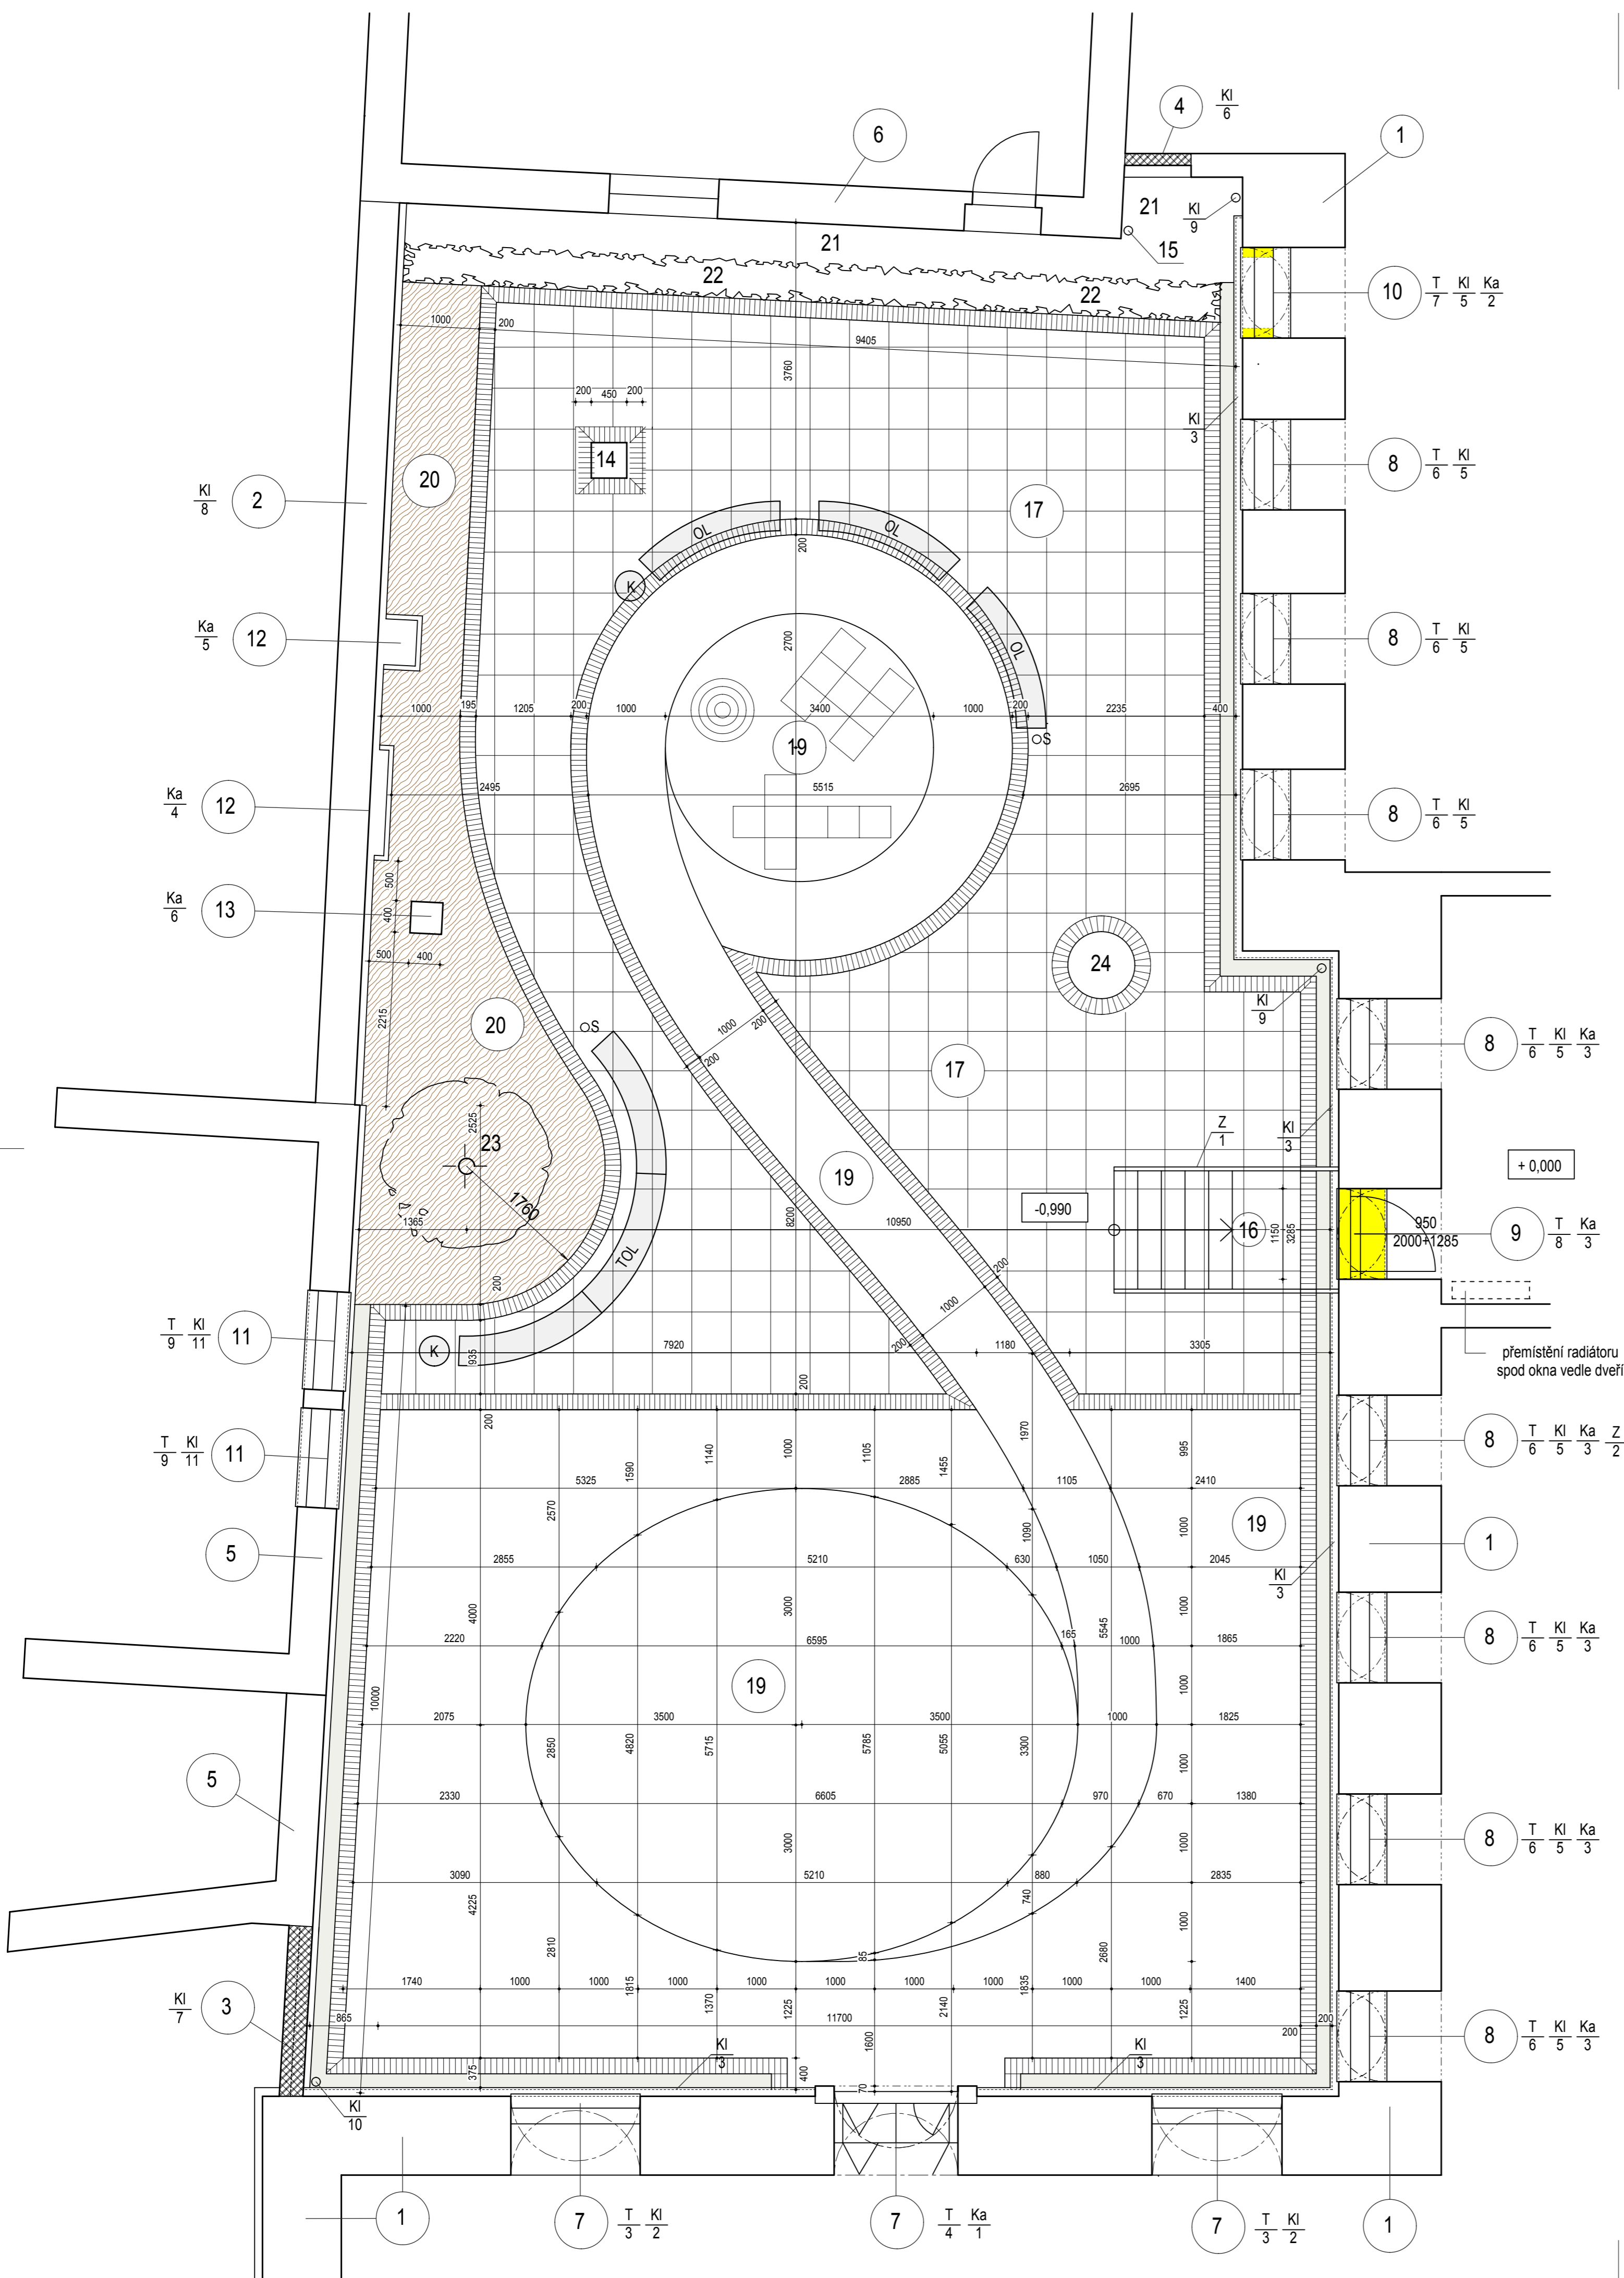 4 Kl/6
6
1
21
Kl/9
21
15
22
22
10 T/7 Kl/5 Ka/2
1000
200
9405
3760
200 450 200
Kl/3
14
8 T/6 Kl/5
20
Kl/8 2
17
OL
OL
200
K
Ka/5 12
2700
OL
8 T/6 Kl/5
1000 195 1205 200 1000 3400 1000 200 2235 400
19
S
2495 5515 2695
Ka/4 12
8 T/6 Kl/5
500
Ka/6 13
400
500 400
24
2215
20
S
1000
200
200
Kl/9
17
8 T/6 Kl/5 Ka/3
2525
23
Z/1
Kl/3
+ 0,000
19
1760
-0,990
1365
8200
10950
16
1150
3285
950
2000+1285
9 T/8 Ka/3
TOL
200
200
1000
T/9 Kl/11 11
K
935
7920
200
1180
3305
přemístění radiátoru
spod okna vedle dveří
200
200
T/9 Kl/11 11
8 T/6 Kl/5 Ka/3 Z/2
1590
1140
1000
1105
1455
1970
995
5325 2885 1105 2410
2570
1090
1000
19
5
1
2855 5210 630 1050 2045
Kl/3
4000
3000
5545
1000
2220 6595 165 1000 1865
8 T/6 Kl/5 Ka/3
19
10000
1000
2075 3500 3500 1000 1825
2850
4820
5715
5785
5055
3300
1000
5
2330 6605 970 670 1380
8 T/6 Kl/5 Ka/3
3000
1000
3090 5210 880 2835
4225
740
1000
2810
85
2680
1740 1000 1000 1815 1000 1000 1000 1000 1000 1835 1000 1000 1400
Kl/7 3
1370
1225
2140
1225
865 11700 200 200
1600
8 T/6 Kl/5 Ka/3
Kl/3
Kl/3
375
400
70
Kl/10
1
7 T/3 Kl/2
7 T/4 Ka/1
7 T/3 Kl/2
1